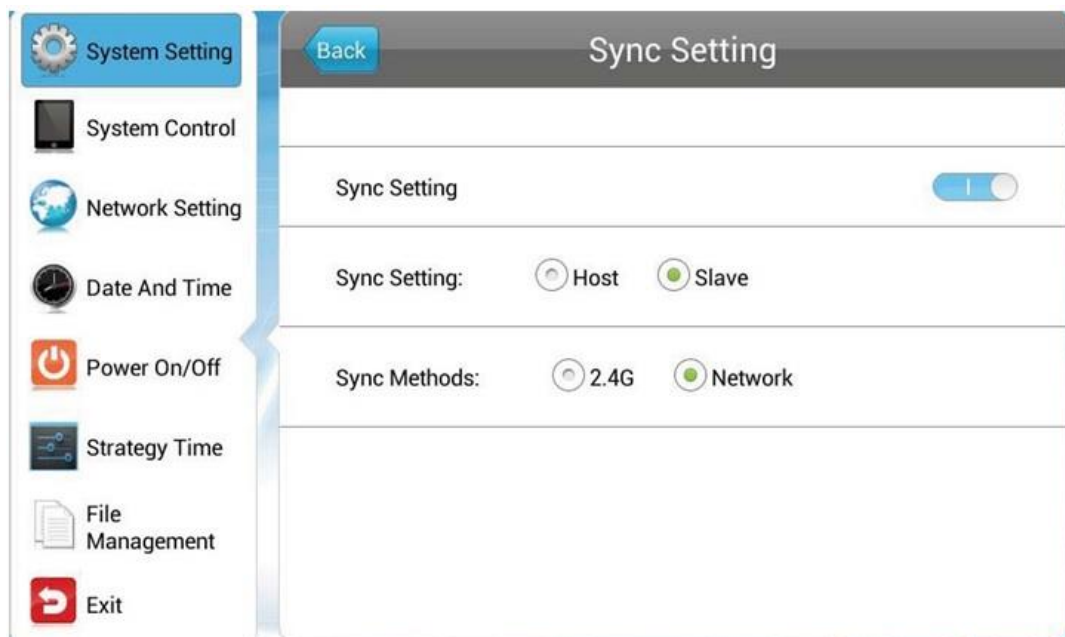 System Setting
System Control
Network Setting
Date And Time
Power On/Off
Strategy Time
File
Management
Exit
Back
Sync Setting
Sync Setting
Sync Setting: Host Slave
Sync Methods: 2.4G Network